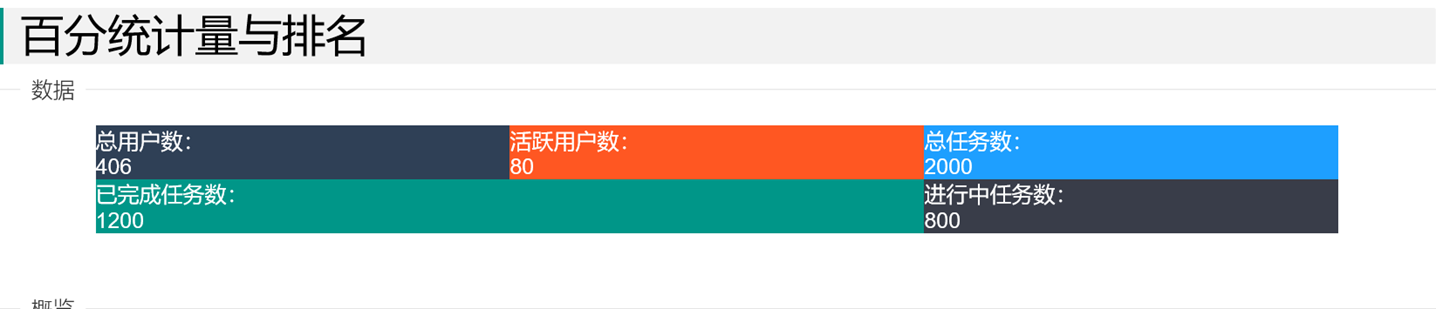 百分统计量与排名
数据
总用户数：
406
活跃用户数：
80
总任务数：
2000
已完成任务数：
1200
进行中任务数：
800
概览